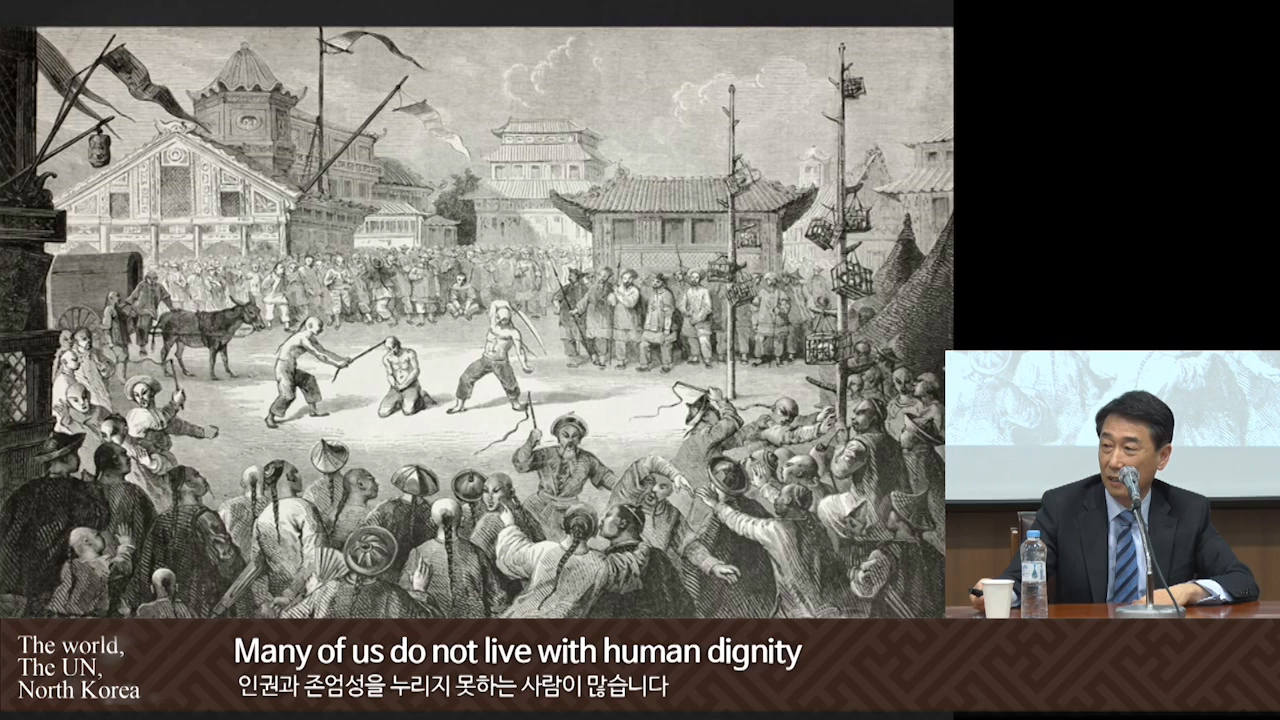 The world,
The UN,
North Korea
Many of us do not live with human dignity
인권과 존엄성을 누리지 못하는 사람이 많습니다